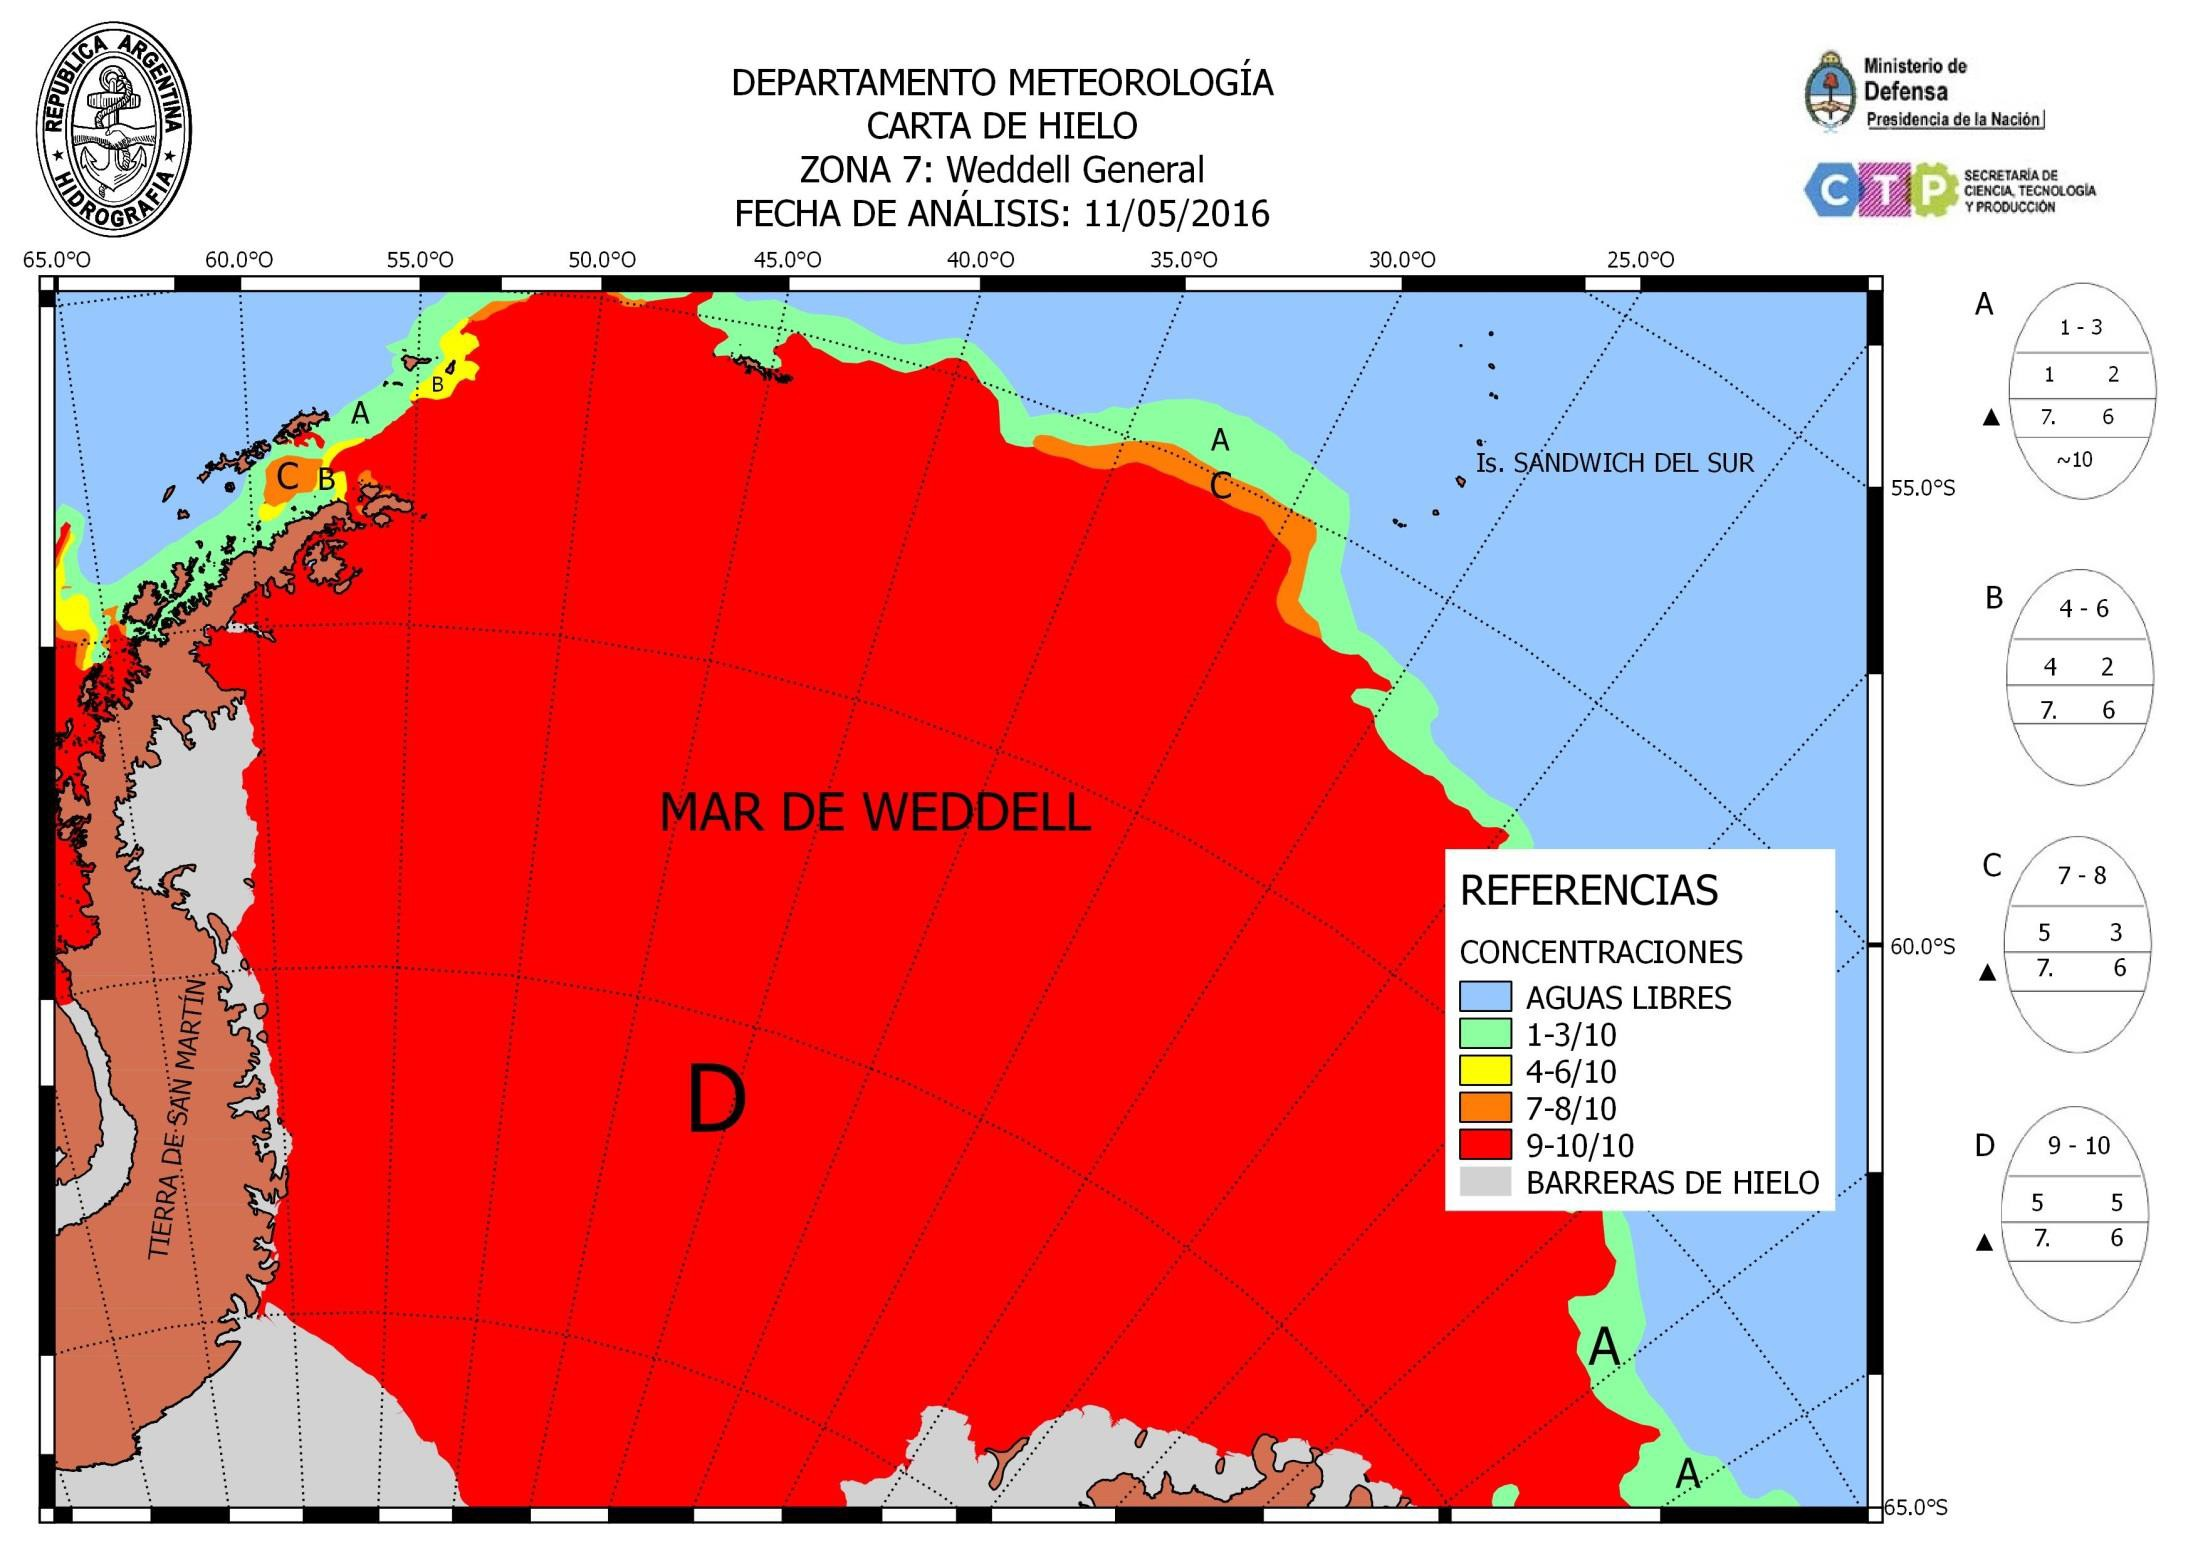 REPUBLICA ARGENTINA
★ HIDROGRAFIA ★
DEPARTAMENTO METEOROLOGÍA
CARTA DE HIELO
ZONA 7: Weddell General
FECHA DE ANÁLISIS: 11/05/2016
Ministerio de
Defensa
Presidencia de la Nación
CTP
SECRETARÍA DE
CIENCIA, TECNOLOGÍA
Y PRODUCCIÓN
65.0°O 60.0°O 55.0°O 50.0°O 45.0°O 40.0°O 35.0°O 30.0°O 25.0°O
B
A
C
B
A
C
Is. SANDWICH DEL SUR
55.0°S
MAR DE WEDDELL
60.0°S
TIERRA DE SAN MARTÍN
D
REFERENCIAS
CONCENTRACIONES
AGUAS LIBRES
1-3/10
4-6/10
7-8/10
9-10/10
BARRERAS DE HIELO
A
A
65.0°S
A
1 - 3
1 2
▲ 7. 6
~10
B
4 - 6
4 2
7. 6
C
7 - 8
5 3
▲ 7. 6
D
9 - 10
5 5
▲ 7. 6